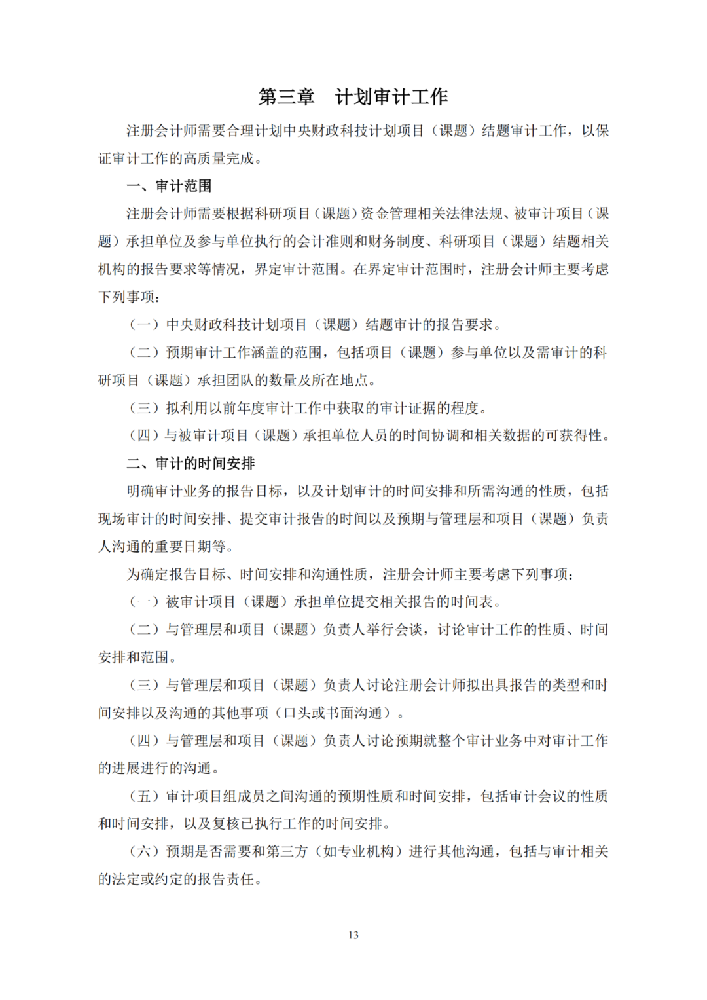 第三章　计划审计工作
注册会计师需要合理计划中央财政科技计划项目（课题）结题审计工作，以保
证审计工作的高质量完成。
一、审计范围
注册会计师需要根据科研项目（课题）资金管理相关法律法规、被审计项目（课
题）承担单位及参与单位执行的会计准则和财务制度、科研项目（课题）结题相关
机构的报告要求等情况，界定审计范围。在界定审计范围时，注册会计师主要考虑
下列事项：
（一）中央财政科技计划项目（课题）结题审计的报告要求。
（二）预期审计工作涵盖的范围，包括项目（课题）参与单位以及需审计的科
研项目（课题）承担团队的数量及所在地点。
（三）拟利用以前年度审计工作中获取的审计证据的程度。
（四）与被审计项目（课题）承担单位人员的时间协调和相关数据的可获得性。
二、审计的时间安排
明确审计业务的报告目标，以及计划审计的时间安排和所需沟通的性质，包括
现场审计的时间安排、提交审计报告的时间以及预期与管理层和项目（课题）负责
人沟通的重要日期等。
为确定报告目标、时间安排和沟通性质，注册会计师主要考虑下列事项：
（一）被审计项目（课题）承担单位提交相关报告的时间表。
（二）与管理层和项目（课题）负责人举行会谈，讨论审计工作的性质、时间
安排和范围。
（三）与管理层和项目（课题）负责人讨论注册会计师拟出具报告的类型和时
间安排以及沟通的其他事项（口头或书面沟通）。
（四）与管理层和项目（课题）负责人讨论预期就整个审计业务中对审计工作
的进展进行的沟通。
（五）审计项目组成员之间沟通的预期性质和时间安排，包括审计会议的性质
和时间安排，以及复核已执行工作的时间安排。
（六）预期是否需要和第三方（如专业机构）进行其他沟通，包括与审计相关
的法定或约定的报告责任。
13